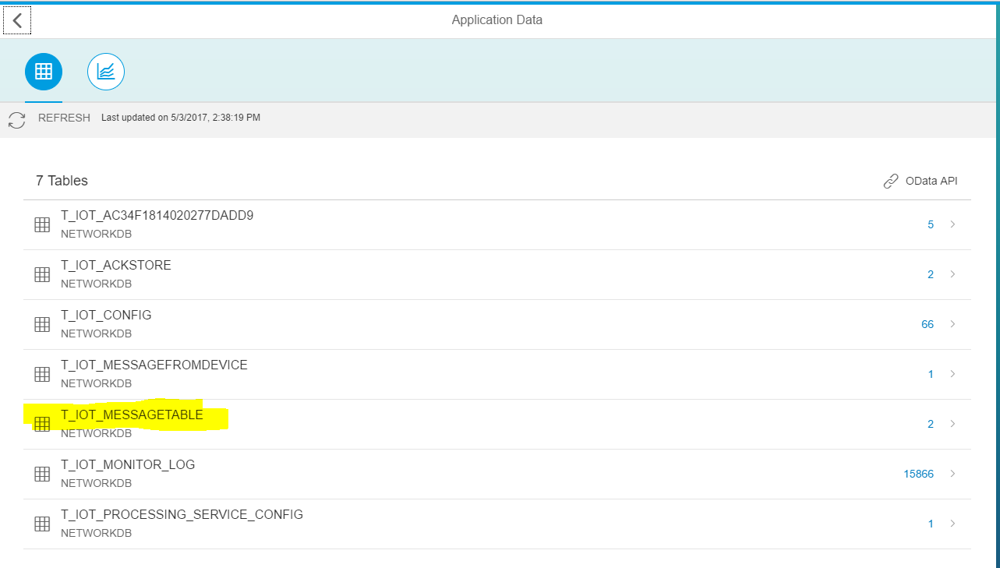 Application Data
REFRESH Last updated on 5/3/2017, 2:38:19 PM
7 Tables OData API
T_IOT_AC34F1814020277DADD9
NETWORKDB
5
T_IOT_ACKSTORE
NETWORKDB
2
T_IOT_CONFIG
NETWORKDB
66
T_IOT_MESSAGEFROMDEVICE
NETWORKDB
1
T_IOT_MESSAGETABLE
NETWORKDB
2
T_IOT_MONITOR_LOG
NETWORKDB
15866
T_IOT_PROCESSING_SERVICE_CONFIG
NETWORKDB
1